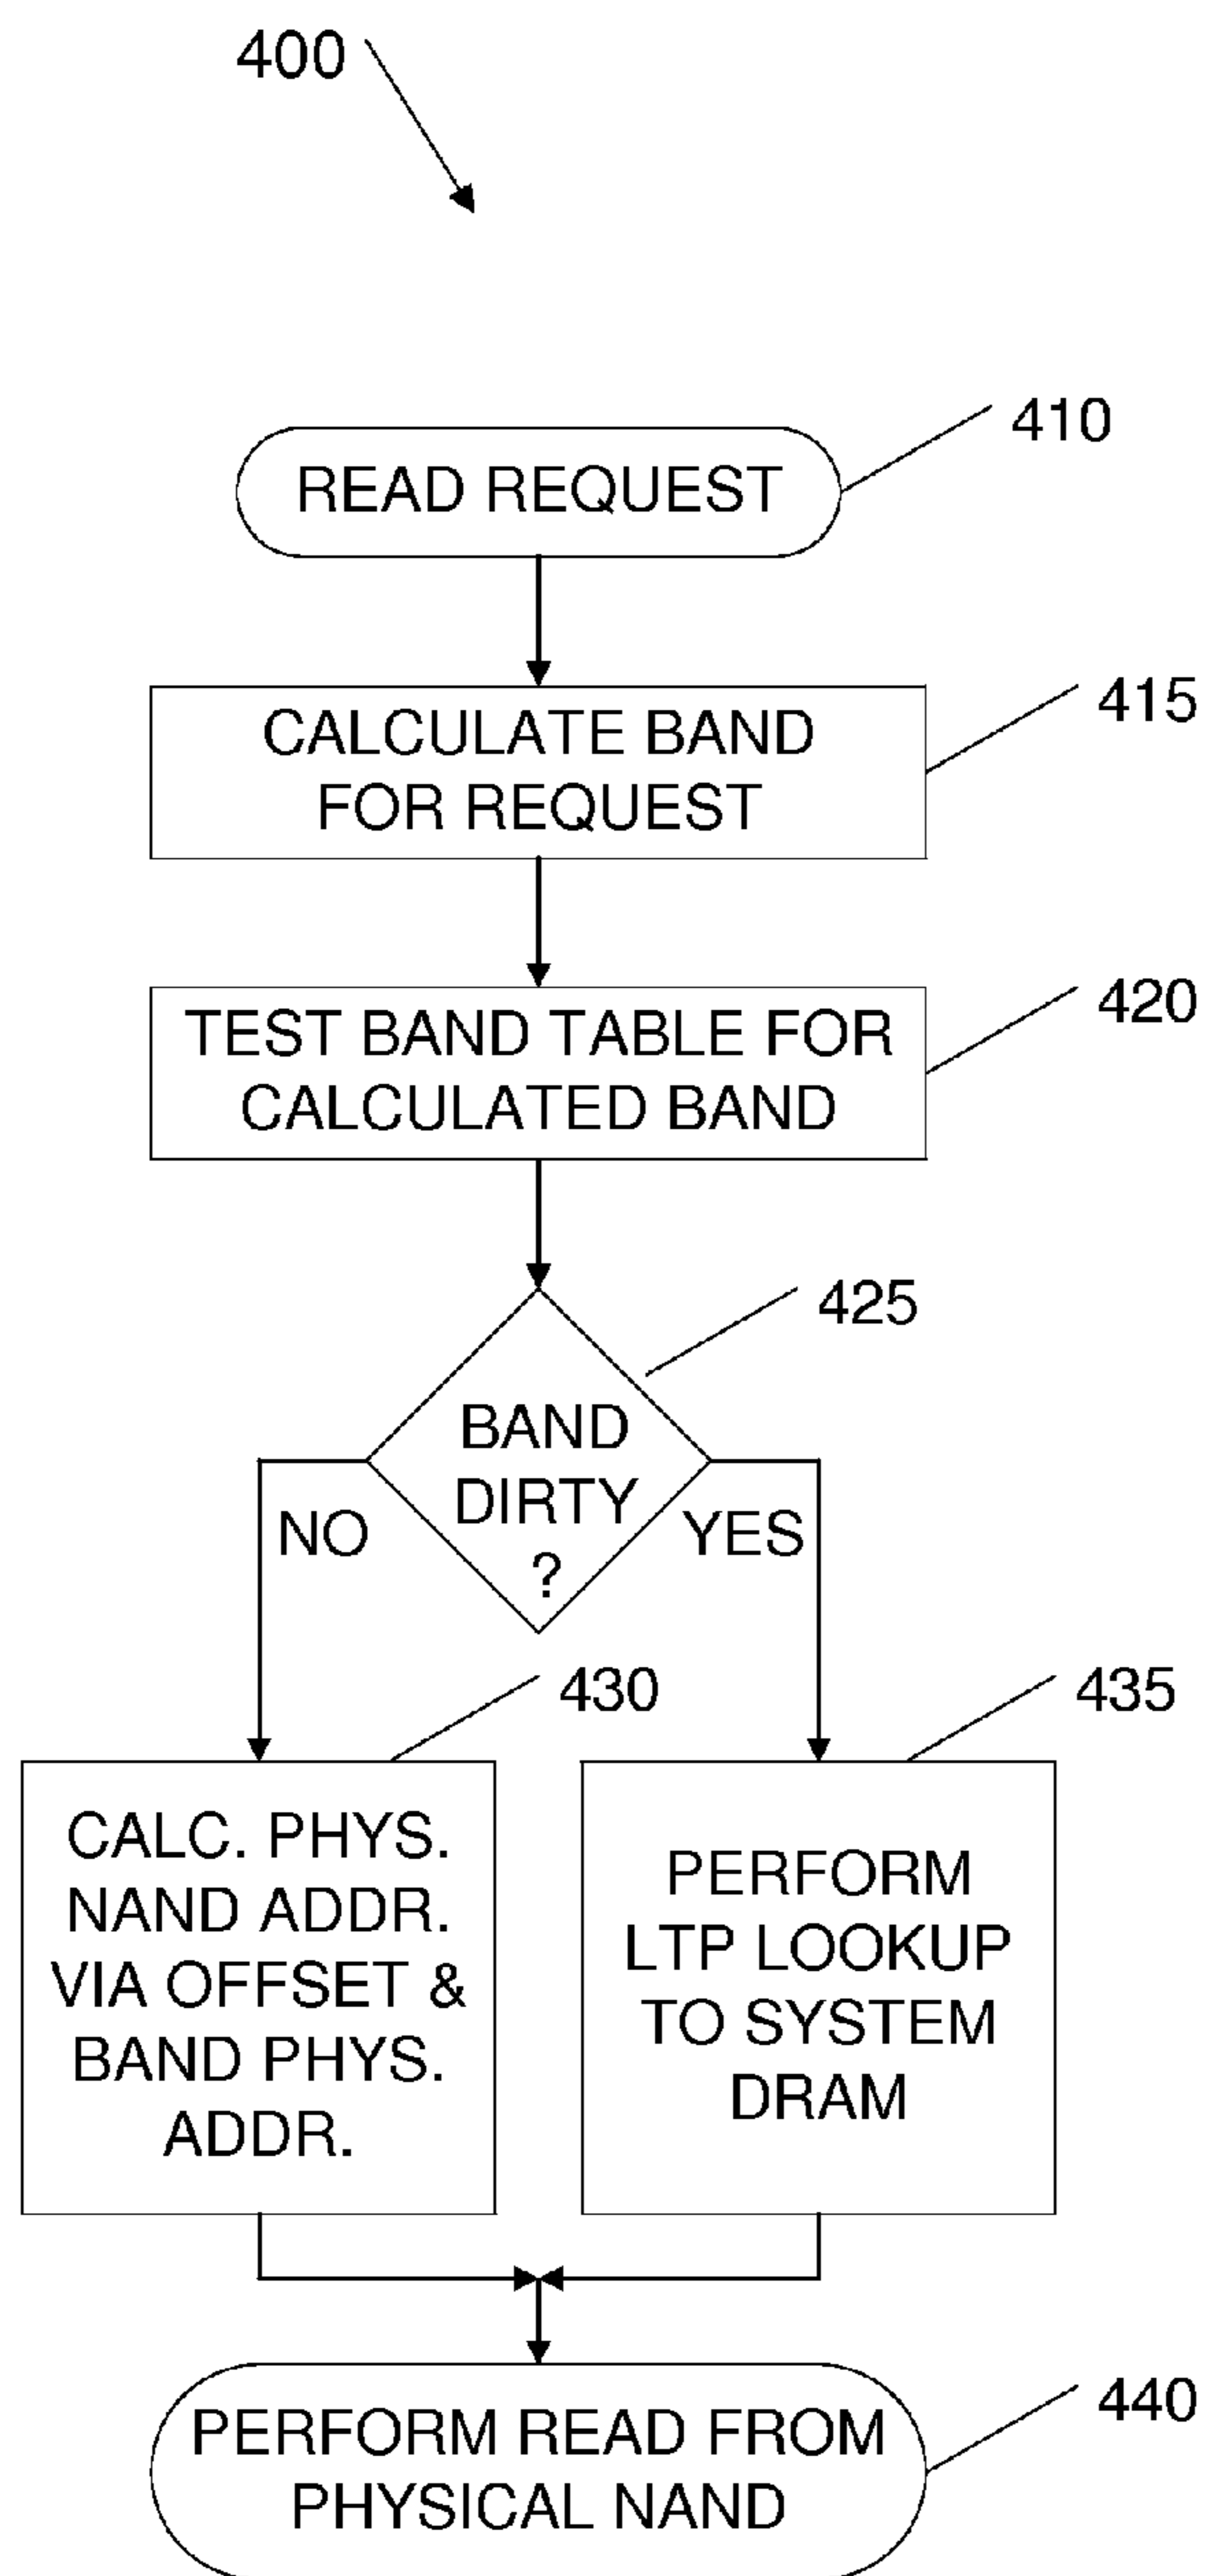 400
READ REQUEST
410
CALCULATE BAND
FOR REQUEST
415
TEST BAND TABLE FOR
CALCULATED BAND
420
425
BAND
DIRTY
?
NO
YES
430
435
CALC. PHYS.
NAND ADDR.
VIA OFFSET &
BAND PHYS.
ADDR.
PERFORM
LTP LOOKUP
TO SYSTEM
DRAM
PERFORM READ FROM
PHYSICAL NAND
440